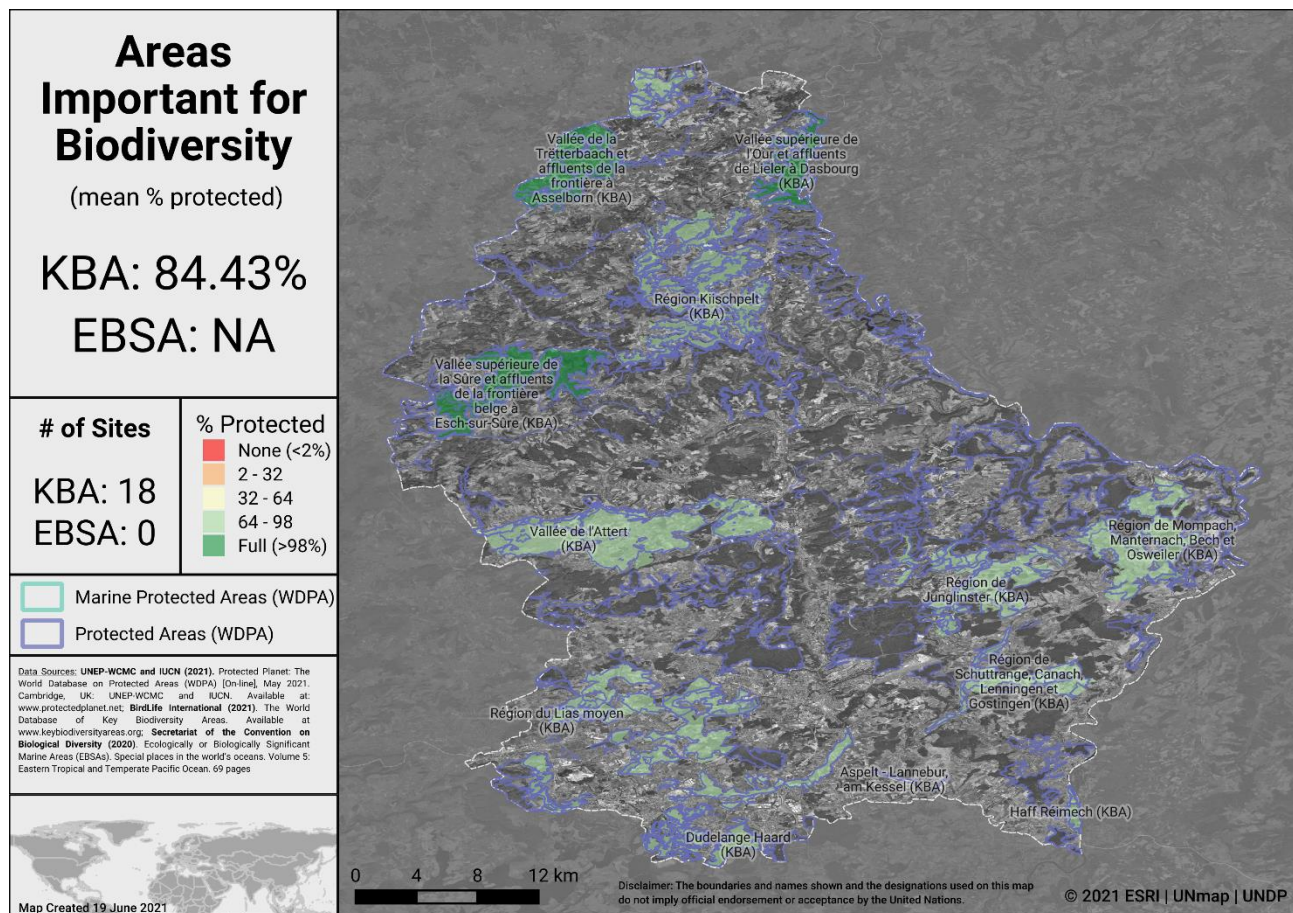 Areas
Important for
Biodiversity
(mean % protected)
KBA: 84.43%
EBSA: NA
# of Sites
KBA: 18
EBSA: 0
% Protected
None (<2%)
2 - 32
32 - 64
64 - 98
Full (>98%)
Marine Protected Areas (WDPA)
Protected Areas (WDPA)
Data Sources: UNEP-WCMC and IUCN (2021). Protected Planet: The
World Database on Protected Areas (WDPA) [On-line], May 2021.
Cambridge, UK: UNEP-WCMC and IUCN. Available at:
www.protectedplanet.net; BirdLife International (2021). The World
Database of Key Biodiversity Areas. Available at
www.keybiodiversityareas.org; Secretariat of the Convention on
Biological Diversity (2020). Ecologically or Biologically Significant
Marine Areas (EBSAs). Special places in the world's oceans. Volume 5:
Eastern Tropical and Temperate Pacific Ocean. 69 pages
Map Created 19 June 2021
Vallée de la
Tretterbaach et
affluents de la
frontière à
Asselborn (KBA)
Vallée supérieure de
l'Our et affluents
de Lieler à Dasbourg
(KBA)
Région Kiischpelt
(KBA)
Vallée supérieure de
la Sûre et affluents
de la frontière
belge à
Esch-sur-Sûre (KBA)
Vallée de l'Attert
(KBA)
Région de Mompach,
Manternach, Bech et
Osweiler (KBA)
Région de
Junglinster (KBA)
Région de
Schuttrange, Canach,
Lenningen et
Gostingen (KBA)
Région du Lias moyen
(KBA)
Aspelt - Lannebur,
am Kessel (KBA)
Haff Réimech (KBA)
Dudelange Haard
(KBA)
0 4 8 12 km
Disclaimer: The boundaries and names shown and the designations used on this map
do not imply official endorsement or acceptance by the United Nations.
© 2021 ESRI | UNmap | UNDP